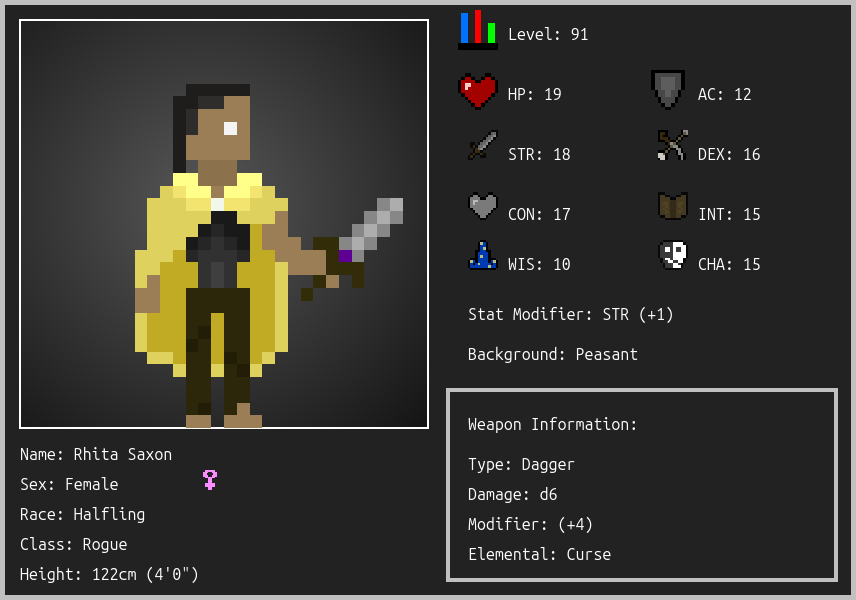 Level: 91
HP: 19
AC: 12
STR: 18
DEX: 16
CON: 17
INT: 15
WIS: 10
CHA: 15
Stat Modifier: STR (+1)
Background: Peasant
Weapon Information:
Type: Dagger
Damage: d6
Modifier: (+4)
Elemental: Curse
Name: Rhita Saxon
Sex: Female
Race: Halfling
Class: Rogue
Height: 122cm (4'0")